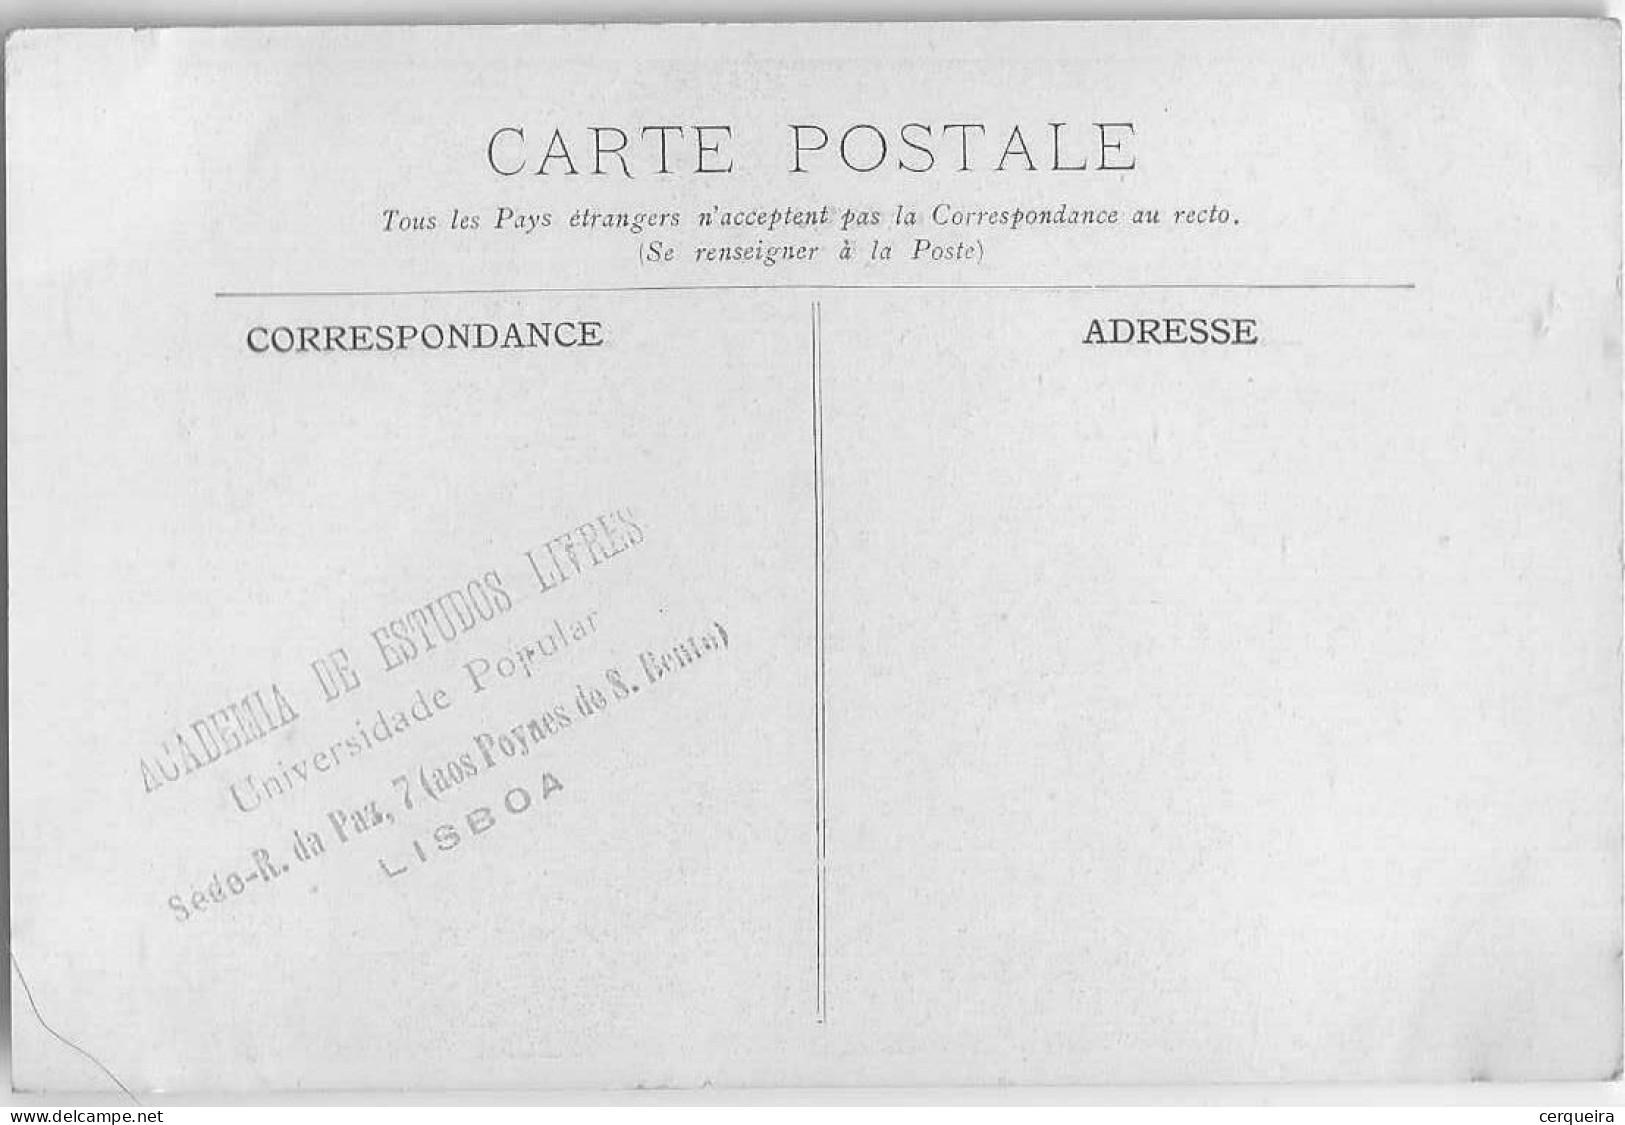 CARTE POSTALE
Tous les Pays étrangers n'acceptent pas la Correspondance au recto.
(Se renseigner à la Poste)
CORRESPONDANCE
ADRESSE
ACADEMIA DE ESTUDOS LIVRES
Universidade Popular
Séde-R. da Paz, 7 (aos Poyaes de S. Bento)
LISBOA
www.delcampe.net
cerqueira